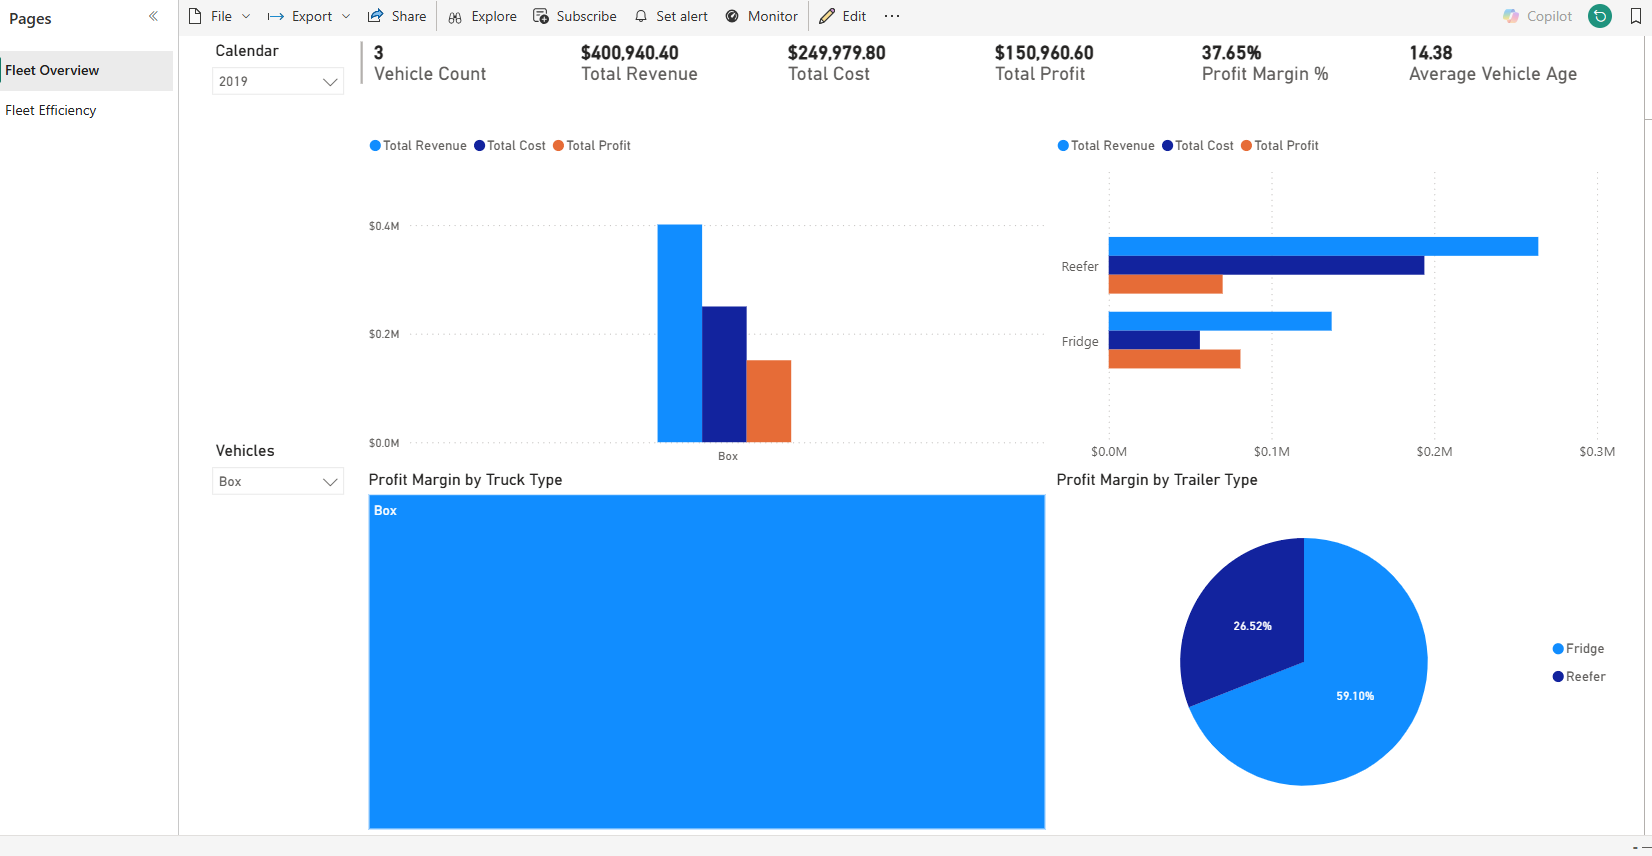 Pages
Fleet Overview
Fleet Efficiency
File Export Share Explore Subscribe Set alert Monitor Edit ... Copilot
Calendar
2019
3
Vehicle Count
$400,940.40
Total Revenue
$249,979.80
Total Cost
$150,960.60
Total Profit
37.65%
Profit Margin %
14.38
Average Vehicle Age
Total Revenue Total Cost Total Profit
$0.4M
$0.2M
$0.0M
Box
Total Revenue Total Cost Total Profit
Reefer
Fridge
$0.0M $0.1M $0.2M $0.3M
Vehicles
Box
Profit Margin by Truck Type
Box
Profit Margin by Trailer Type
26.52%
59.10%
Fridge
Reefer